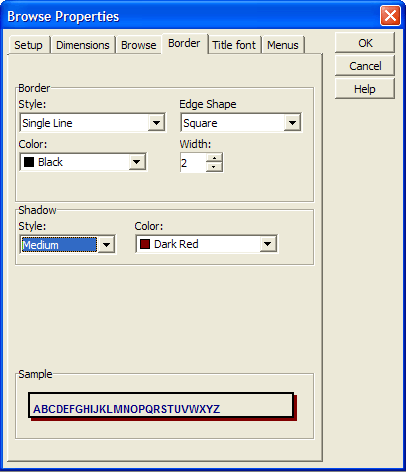 Browse Properties
Setup Dimensions Browse Border Title font Menus
OK
Cancel
Help
Border
Style: Edge Shape
Single Line Square
Color: Width:
Black 2
Shadow
Style: Color:
Medium Dark Red
Sample
ABCDEFGHIJKLMNOPQRSTUVWXYZ